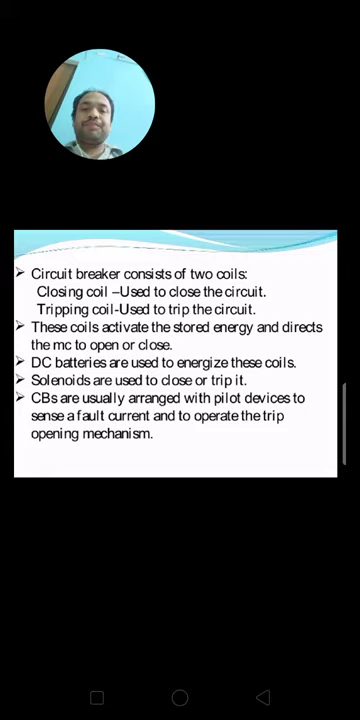 Circuit breaker consists of two coils:
Closing coil –Used to close the circuit.
Tripping coil-Used to trip the circuit.
These coils activate the stored energy and directs
the mc to open or close.
DC batteries are used to energize these coils.
Solenoids are used to close or trip it.
CBs are usually arranged with pilot devices to
sense a fault current and to operate the trip
opening mechanism.